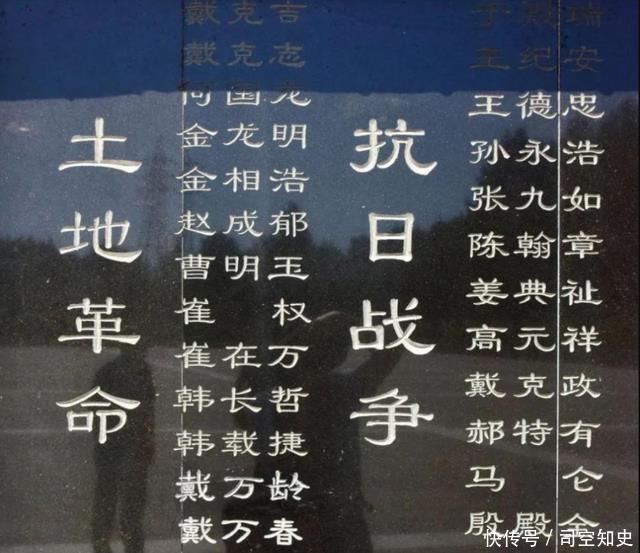 土地革命
戴克吉
戴克志
何国龙
金龙明
金相浩
赵成郁
曹明玉
崔 权
崔在万
韩长哲
韩载捷
戴万龄
戴万春
抗日战争
于殿瑞
王纪安
王德忠
孙永浩
张九如
陈翰章
姜典祉
高元祥
戴克政
郝特有
马 仑
殷殿金
快传号/司空知史